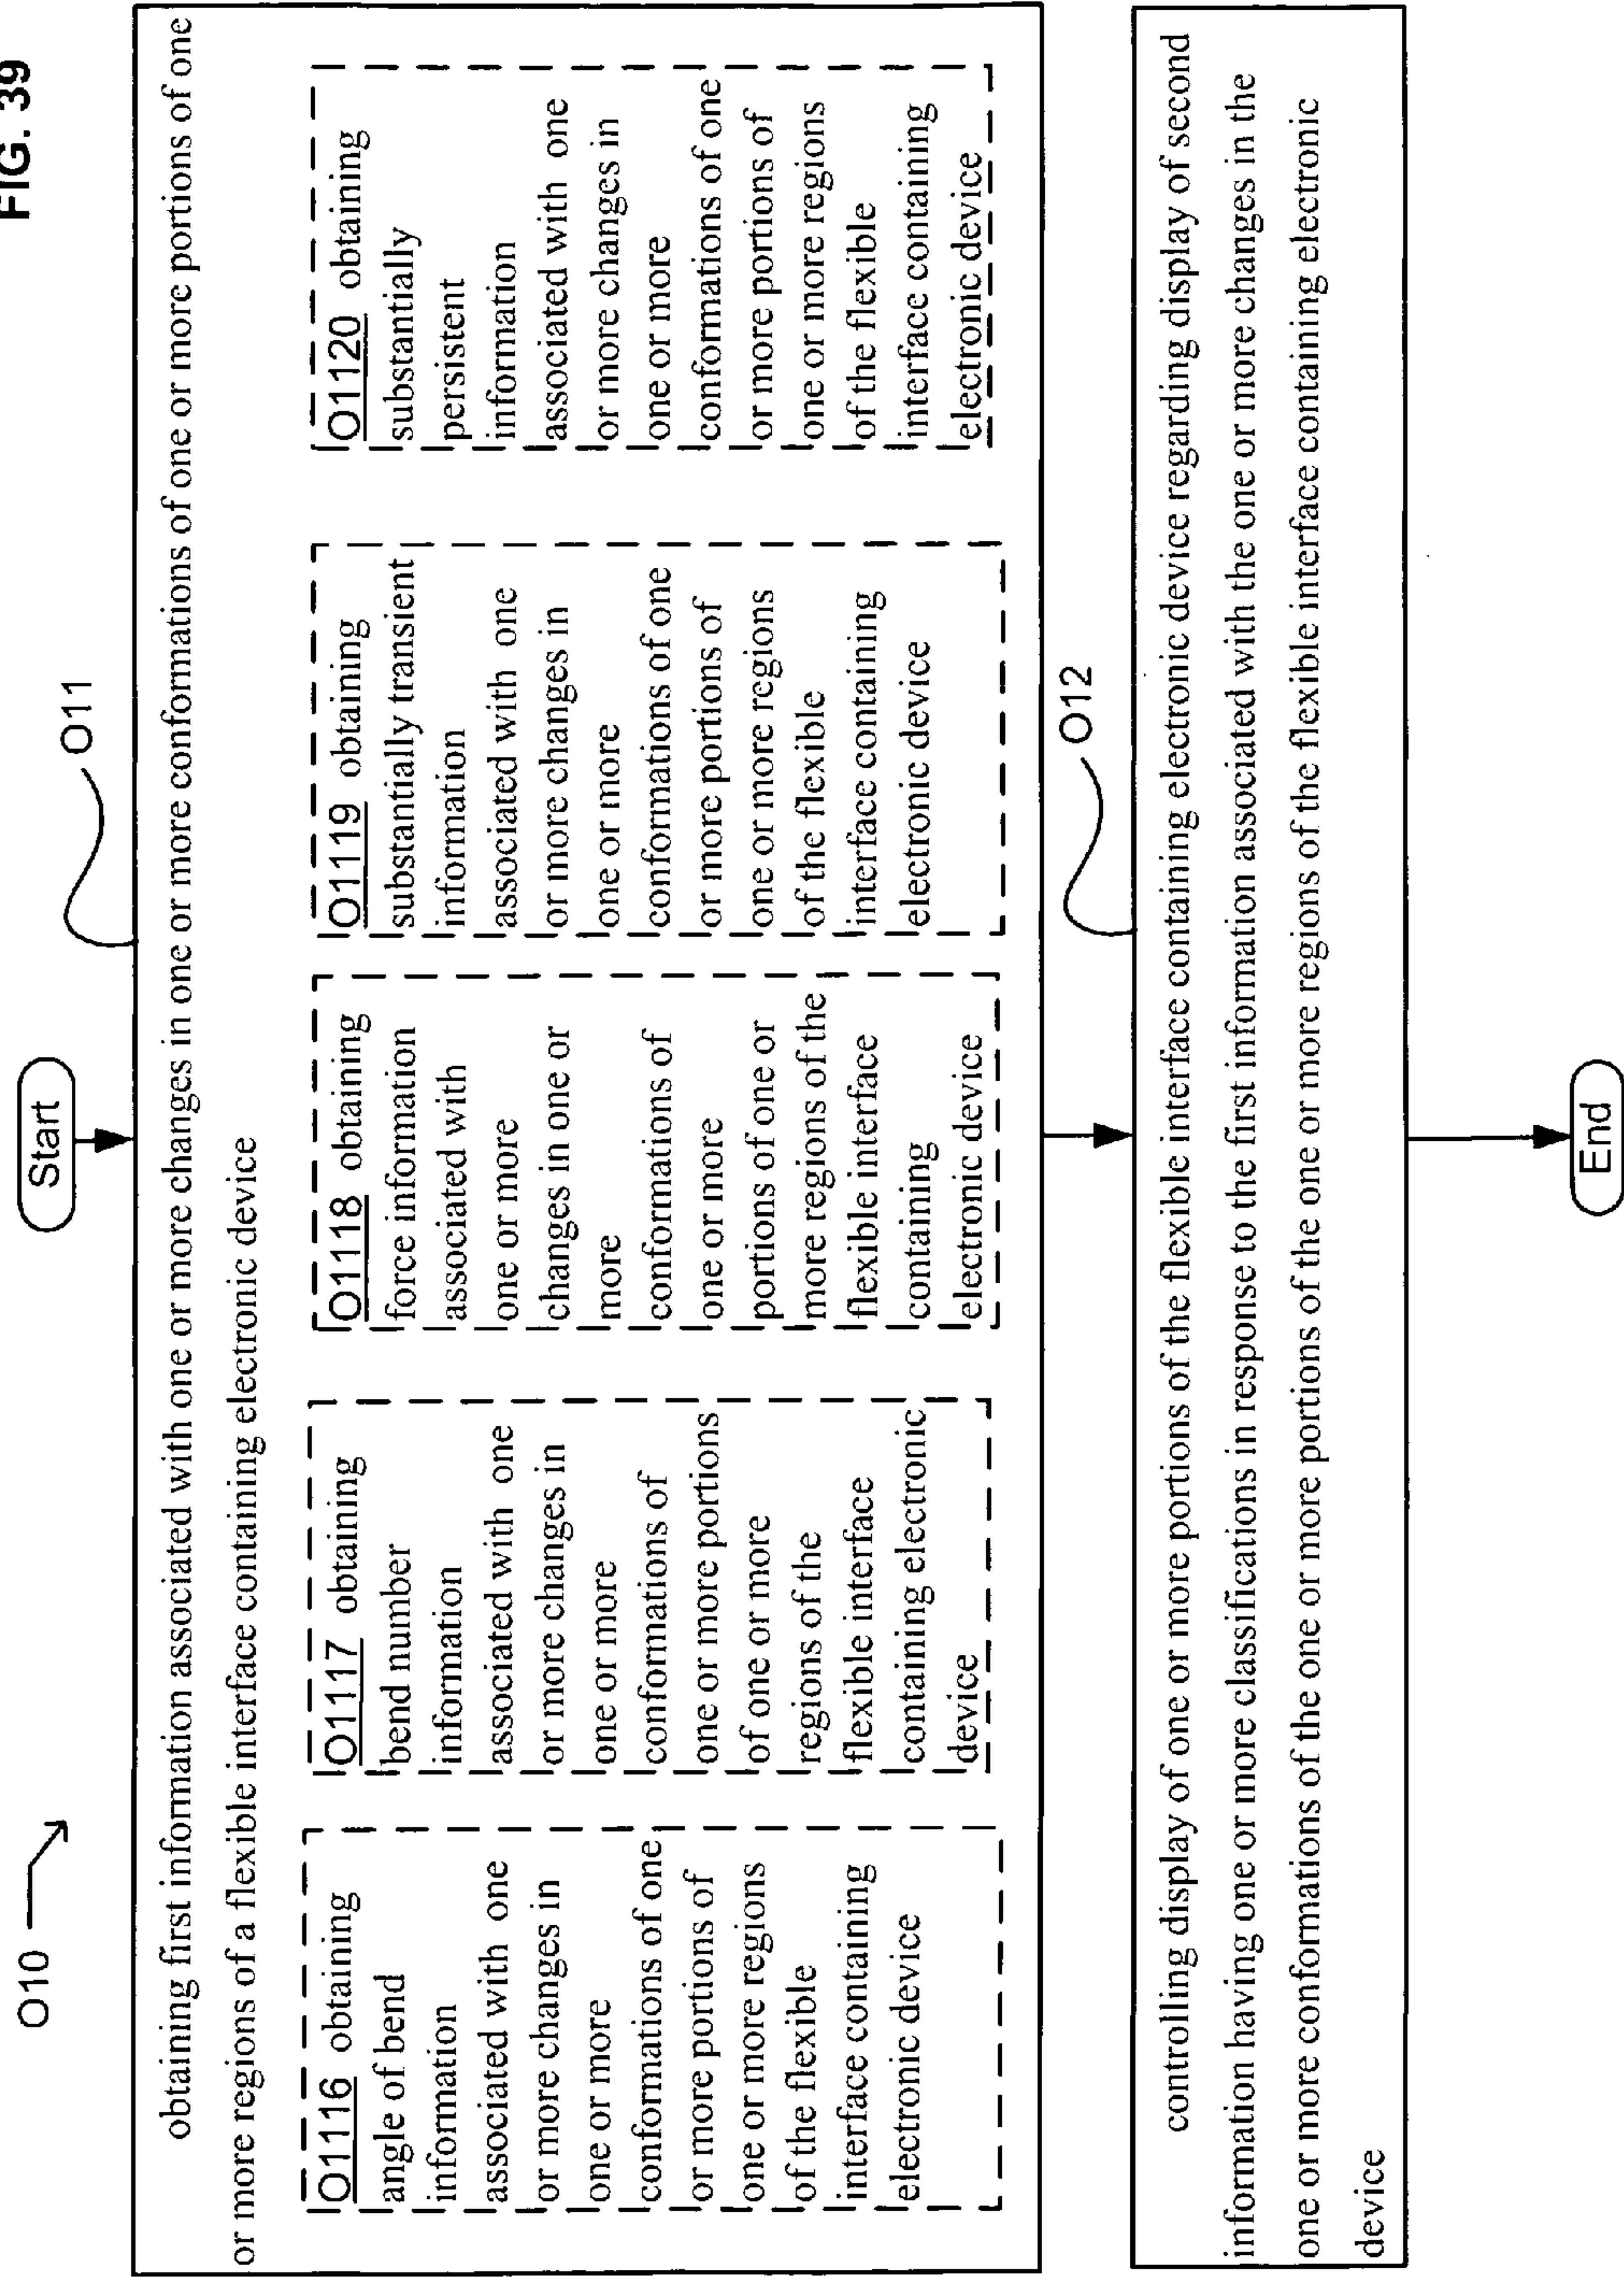 FIG. 39
O10
Start
O11
obtaining first information associated with one or more changes in one or more conformations of one or more portions of one
or more regions of a flexible interface containing electronic device
O1116 obtaining
angle of bend
information
associated with one
or more changes in
one or more
conformations of one
or more portions of
one or more regions
of the flexible
interface containing
electronic device
O1117 obtaining
bend number
information
associated with one
or more changes in
one or more
conformations of
one or more portions
of one or more
regions of the
flexible interface
containing electronic
device
O1118 obtaining
force information
associated with
one or more
changes in one or
more
conformations of
one or more
portions of one or
more regions of the
flexible interface
containing
electronic device
O1119 obtaining
substantially transient
information
associated with one
or more changes in
one or more
conformations of one
or more portions of
one or more regions
of the flexible
interface containing
electronic device
O1120 obtaining
substantially
persistent
information
associated with one
or more changes in
one or more
conformations of one
or more portions of
one or more regions
of the flexible
interface containing
electronic device
O12
controlling display of one or more portions of the flexible interface containing electronic device regarding display of second
information having one or more classifications in response to the first information associated with the one or more changes in the
one or more conformations of the one or more portions of the one or more regions of the flexible interface containing electronic
device
End